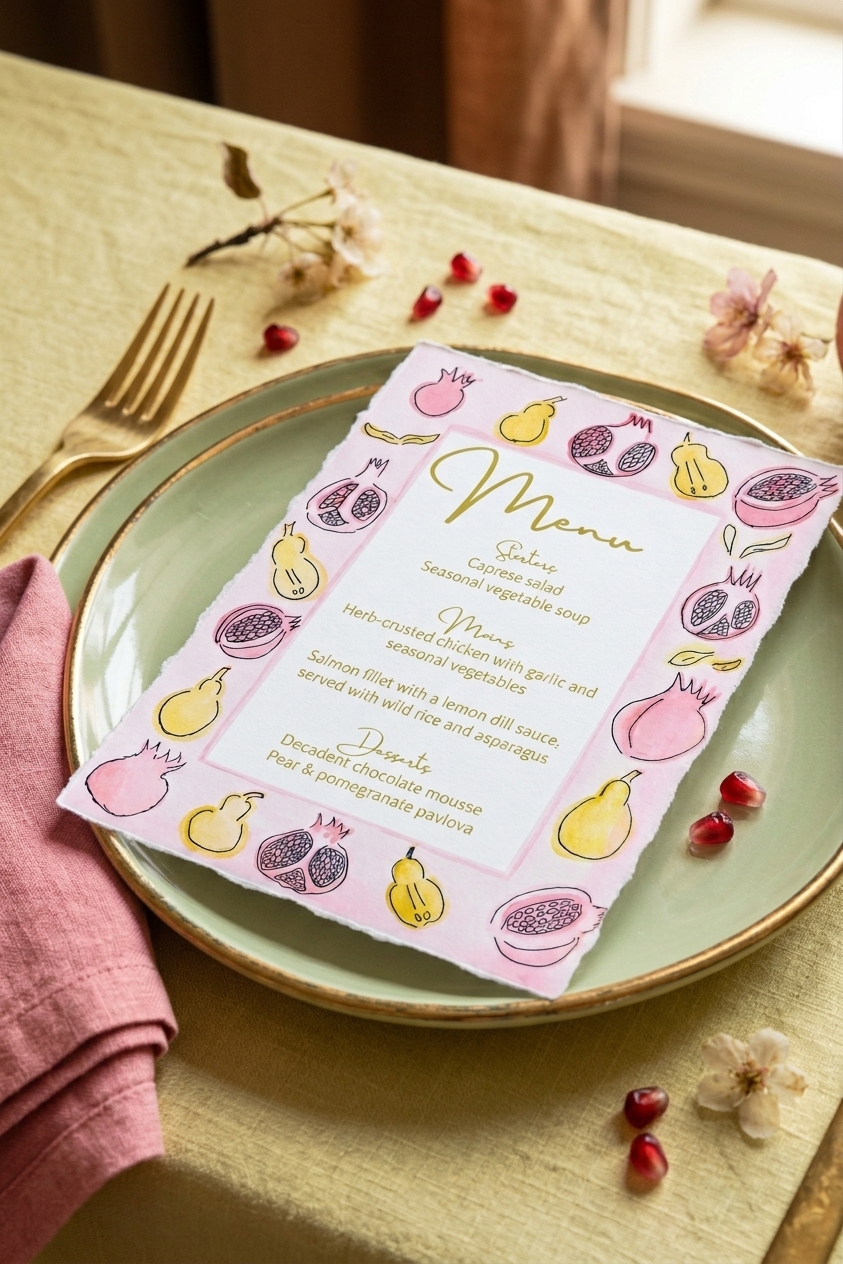 Menu
Starters
Caprese salad
Seasonal vegetable soup
Mains
Herb-crusted chicken with garlic and
seasonal vegetables
Salmon fillet with a lemon dill sauce,
served with wild rice and asparagus
Desserts
Decadent chocolate mousse
Pear & pomegranate pavlova